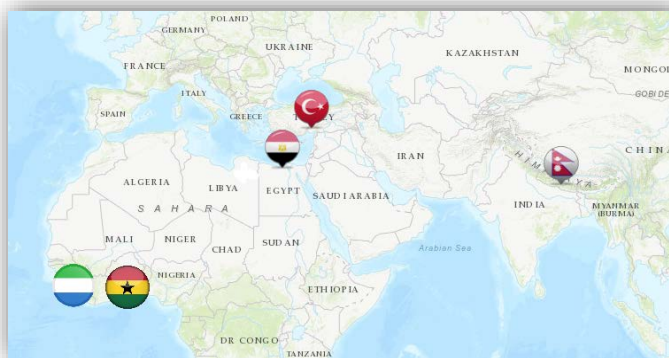 POLAND
GERMANY
UKRAINE
KAZAKHSTAN
FRANCE
MONGOL
ITALY
GOBI DE
SPAIN
GREECE
CHINA
IRAN
HIMALAYA
ALGERIA
LIBYA
EGYPT
SAUDI ARABIA
INDIA
MYANMAR
(BURMA)
SAHARA
MALI
NIGER
CHAD
SUDAN
Arabian Sea
NIGERIA
ETHIOPIA
DR CONGO
TANZANIA